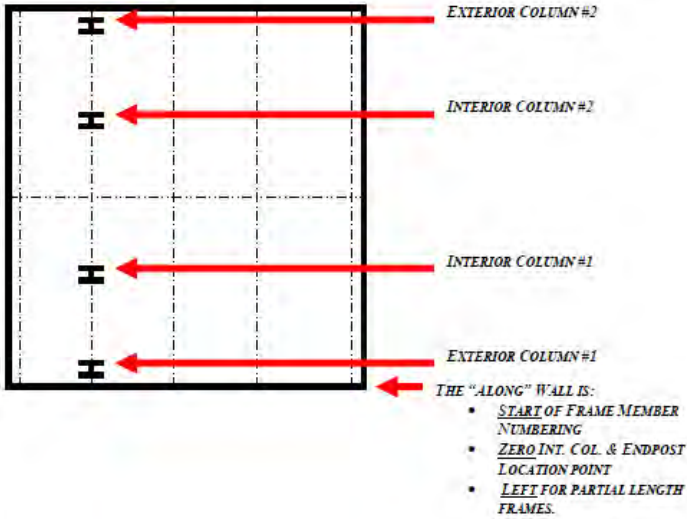 EXTERIOR COLUMN #2
INTERIOR COLUMN #2
INTERIOR COLUMN #1
EXTERIOR COLUMN #1
THE "ALONG" WALL IS:
• START OF FRAME MEMBER
NUMBERING
• ZERO INT. COL. & ENDPOST
LOCATION POINT
• LEFT FOR PARTIAL LENGTH
FRAMES.